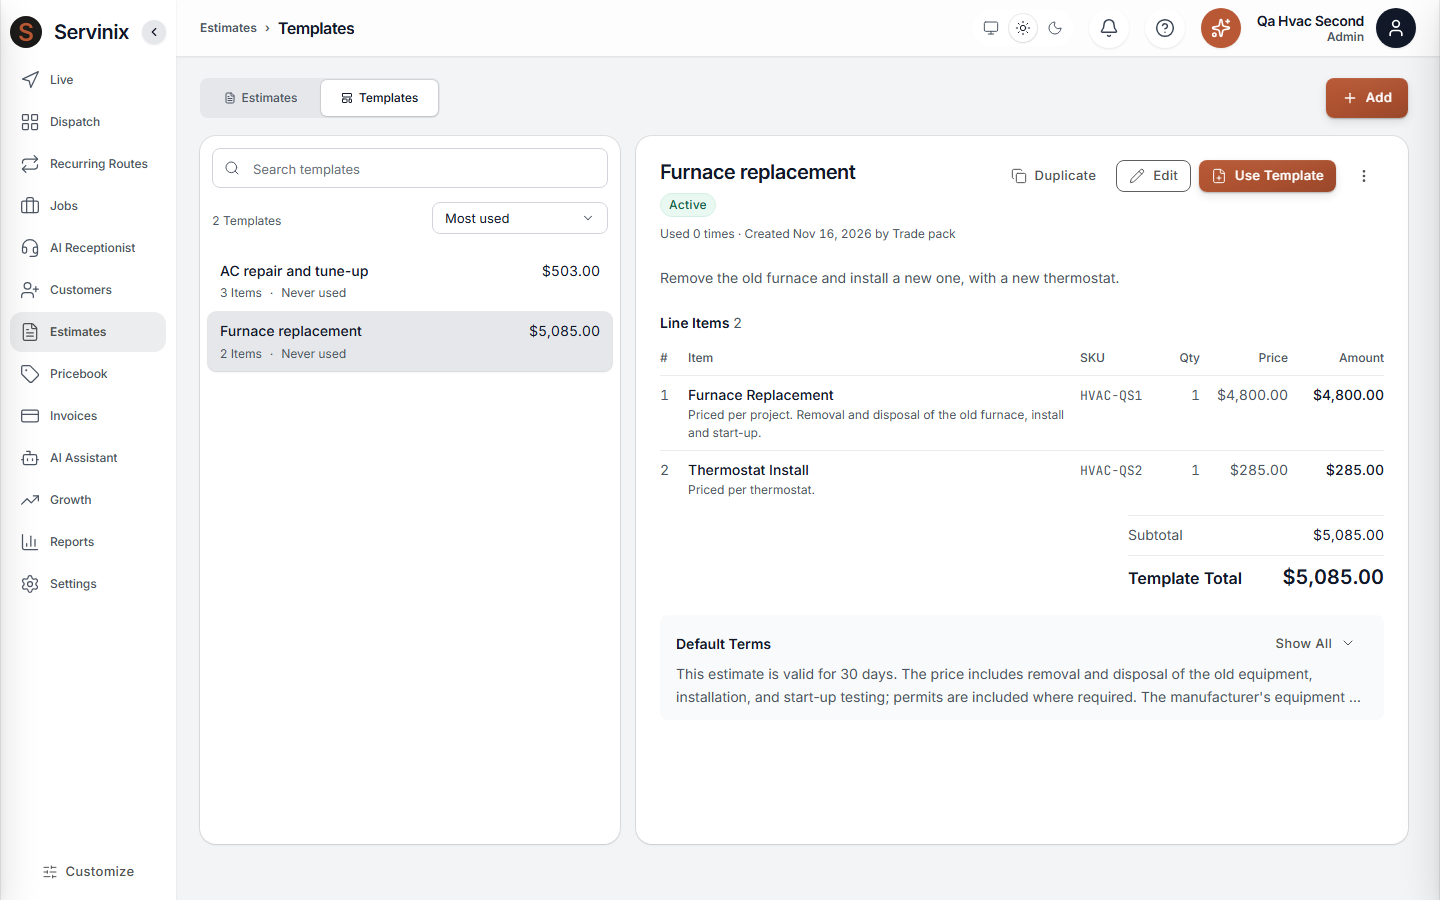 S Servinix
Live
Dispatch
Recurring Routes
Jobs
AI Receptionist
Customers
Estimates
Pricebook
Invoices
AI Assistant
Growth
Reports
Settings
Customize
Estimates › Templates
Qa Hvac Second
Admin
Estimates
Templates
+ Add
Search templates
2 Templates
Most used
AC repair and tune-up $503.00
3 Items · Never used
Furnace replacement $5,085.00
2 Items · Never used
Furnace replacement
Duplicate
Edit
Use Template
Active
Used 0 times · Created Nov 16, 2026 by Trade pack
Remove the old furnace and install a new one, with a new thermostat.
Line Items 2
# Item SKU Qty Price Amount
1 Furnace Replacement HVAC-QS1 1 $4,800.00 $4,800.00
Priced per project. Removal and disposal of the old furnace, install
and start-up.
2 Thermostat Install HVAC-QS2 1 $285.00 $285.00
Priced per thermostat.
Subtotal $5,085.00
Template Total $5,085.00
Default Terms Show All
This estimate is valid for 30 days. The price includes removal and disposal of the old equipment,
installation, and start-up testing; permits are included where required. The manufacturer's equipment ...